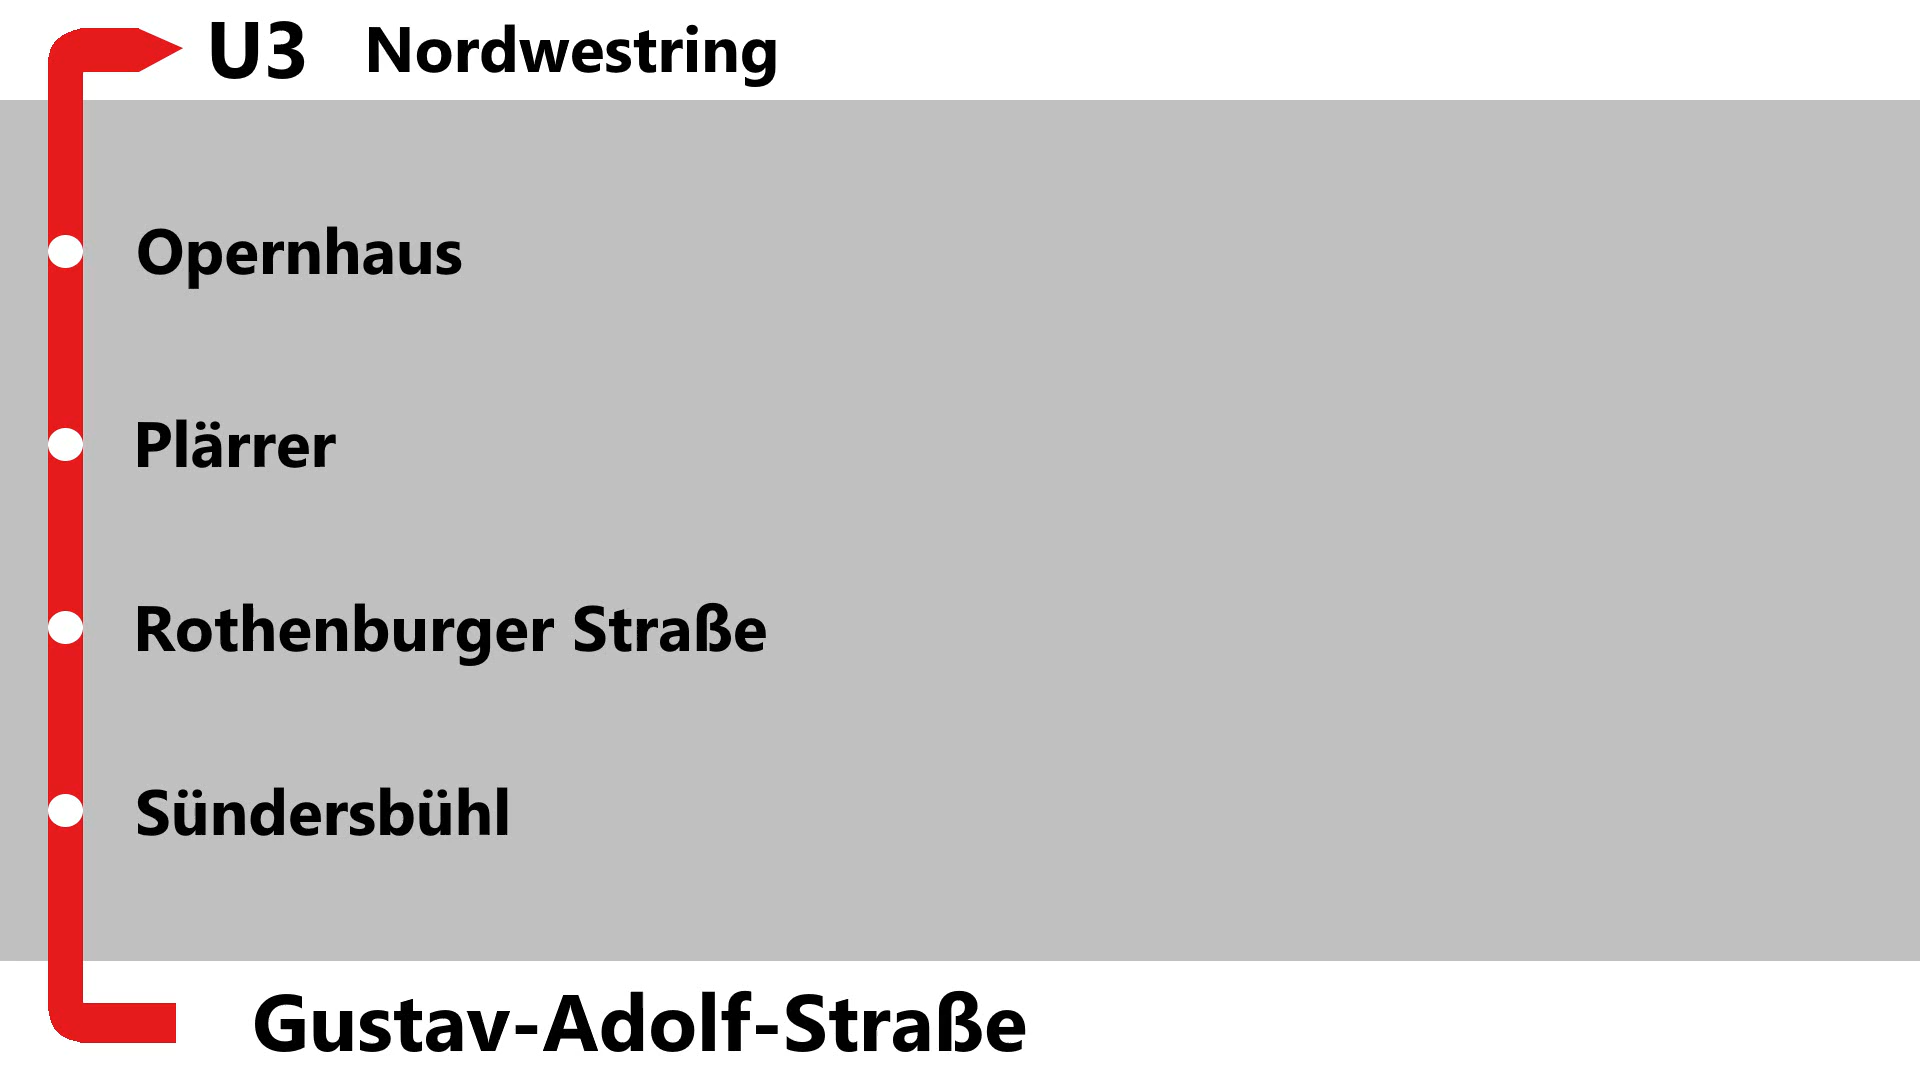 U3 Nordwestring
Opernhaus
Plärrer
Rothenburger Straße
Sündersbühl
Gustav-Adolf-Straße